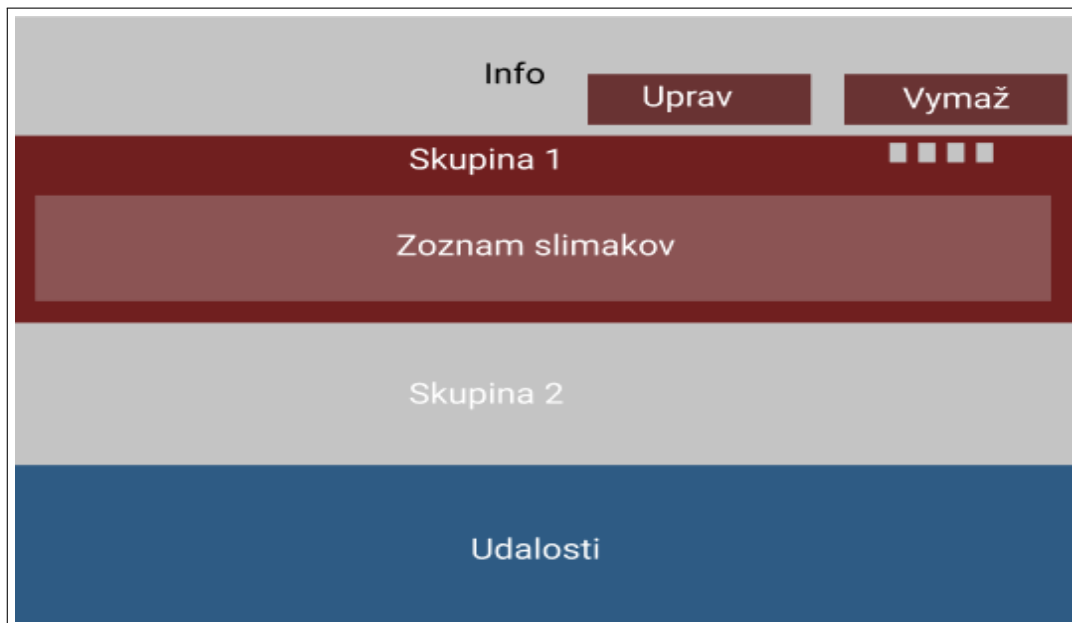 Info
Uprav
Vymaž
Skupina 1
Zoznam slimakov
Skupina 2
Udalosti